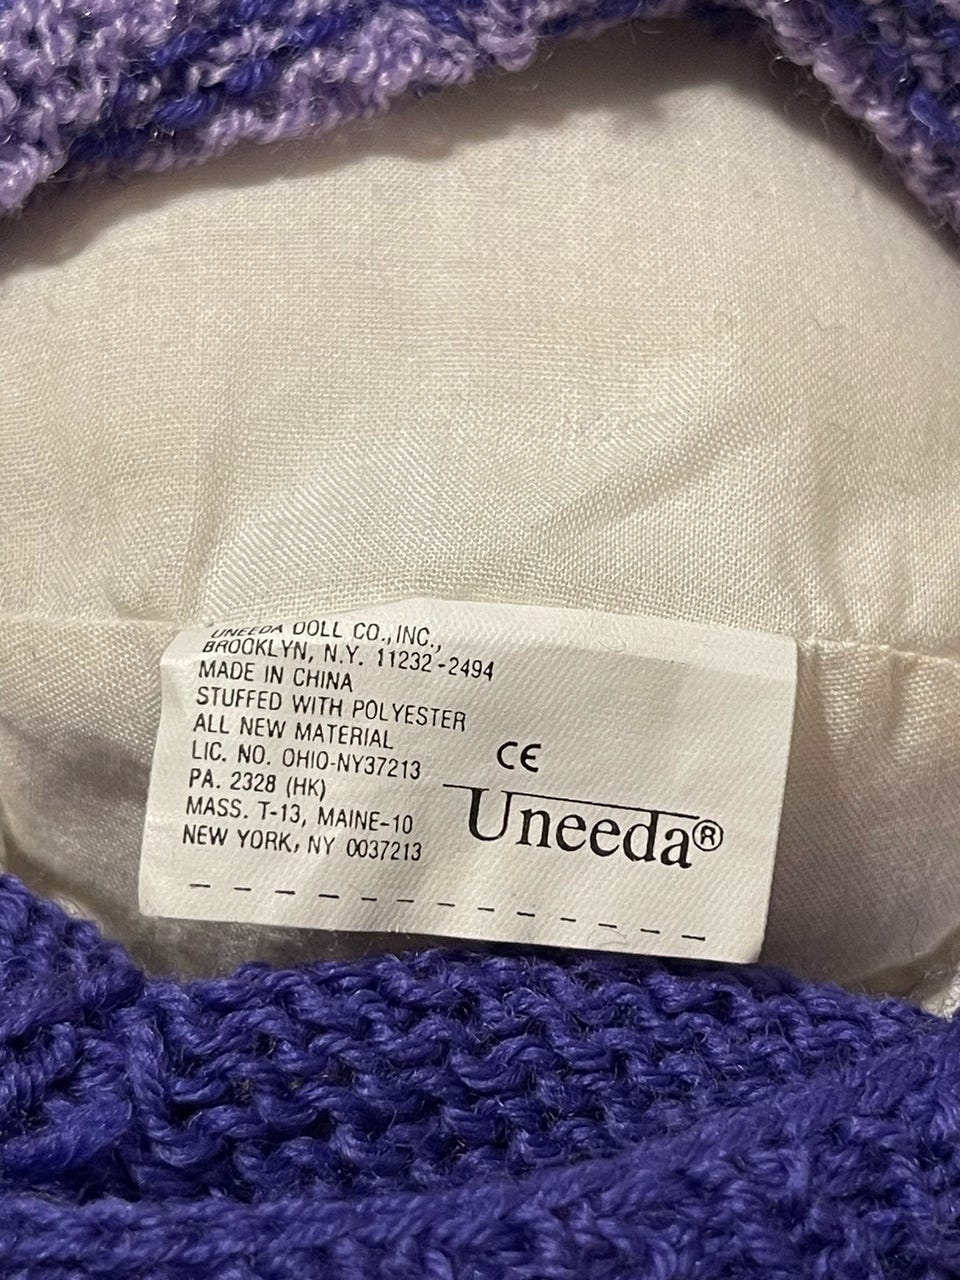 UNEEDA DOLL CO.,INC.,
BROOKLYN, N.Y. 11232-2494
MADE IN CHINA
STUFFED WITH POLYESTER
ALL NEW MATERIAL
LIC. NO. OHIO-NY37213
PA. 2328 (HK)
MASS. T-13, MAINE-10
NEW YORK, NY 0037213
CE
Uneeda®